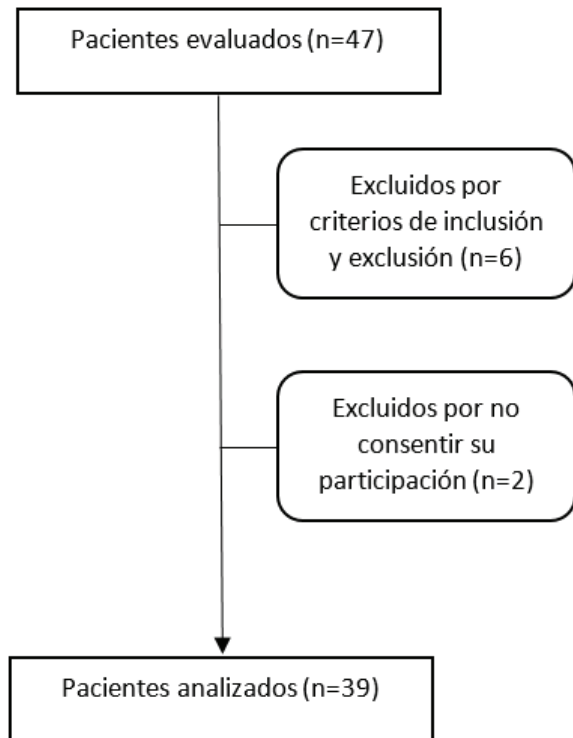 Pacientes evaluados (n=47)
Excluidos por
criterios de inclusión
y exclusión (n=6)
Excluidos por no
consentir su
participación (n=2)
Pacientes analizados (n=39)